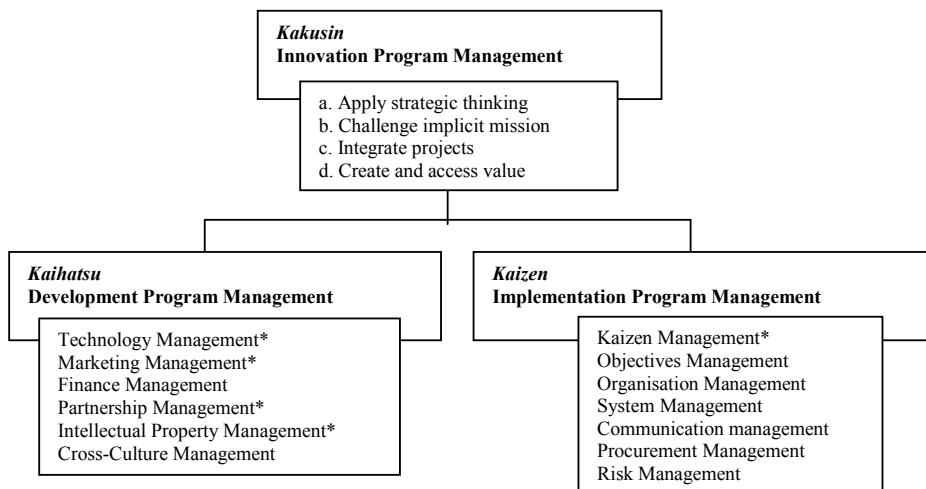 Kakusin
Innovation Program Management
a. Apply strategic thinking
b. Challenge implicit mission
c. Integrate projects
d. Create and access value
Kaihatsu
Development Program Management
Technology Management*
Marketing Management*
Finance Management
Partnership Management*
Intellectual Property Management*
Cross-Culture Management
Kaizen
Implementation Program Management
Kaizen Management*
Objectives Management
Organisation Management
System Management
Communication management
Procurement Management
Risk Management